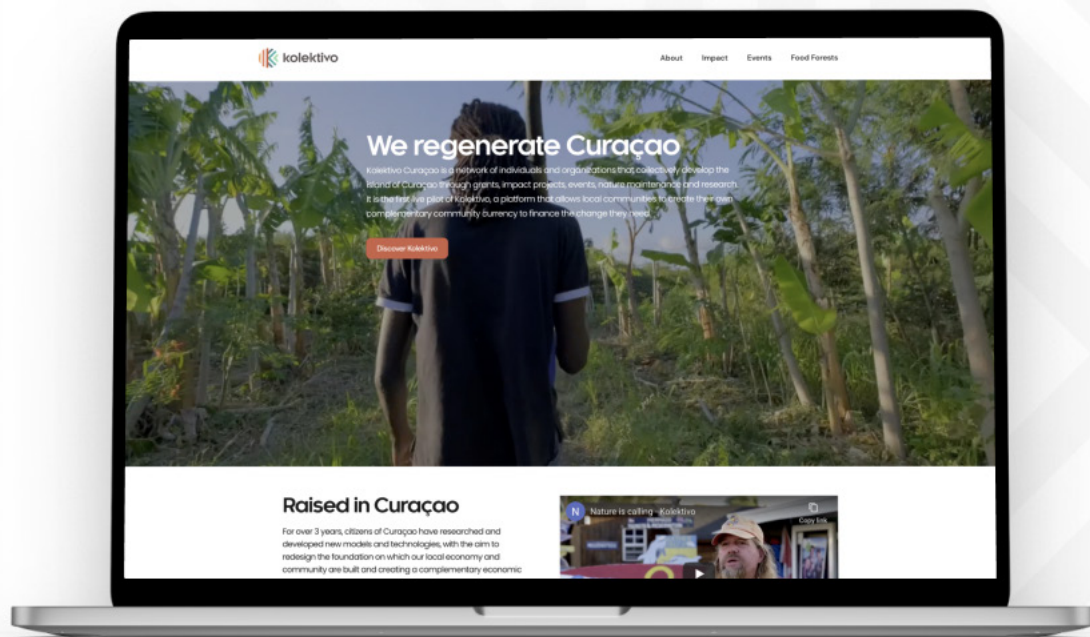 kolektivo
About Impact Events Food Forests
We regenerate Curaçao
Kolektivo Curaçao is a network of individuals and organizations that collectively develop the
island of Curaçao through grants, impact projects, events, nature maintenance and research.
It is the first live pilot of Kolektivo, a platform that allows local communities to create their own
complementary community currency to finance the change they need.
Discover Kolektivo
Raised in Curaçao
For over 3 years, citizens of Curaçao have researched and
developed new models and technologies, with the aim to
redesign the foundation on which our local economy and
community are built and creating a complementary economic
N Nature is calling - Kolektivo
Copy link